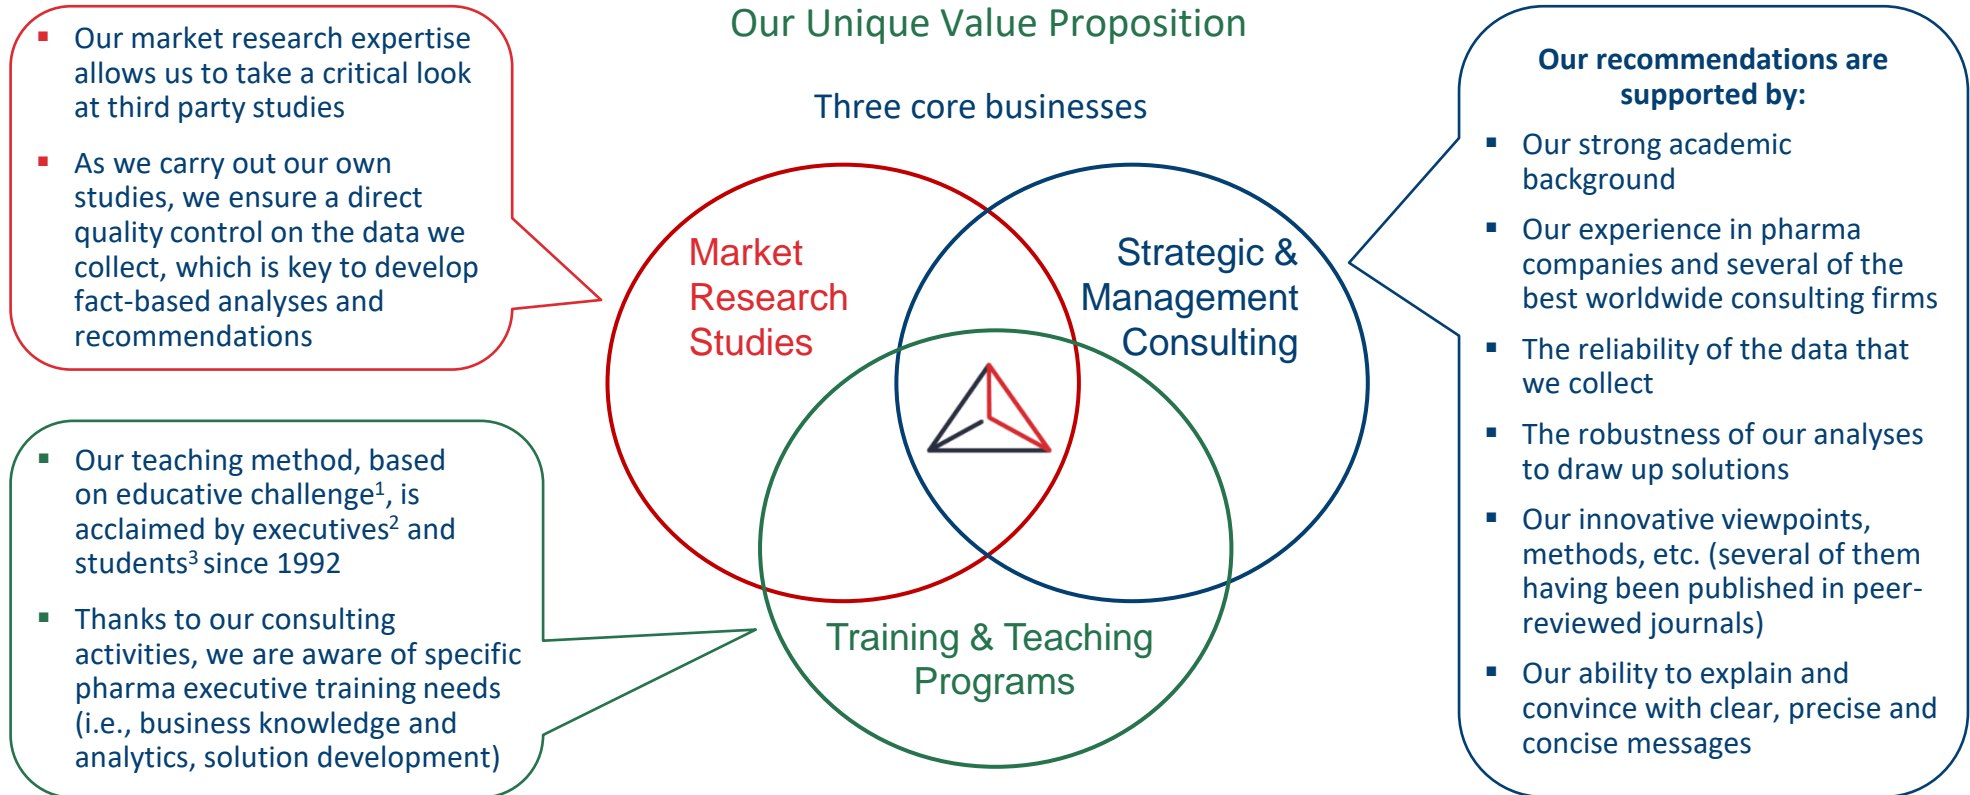 Our Unique Value Proposition
Three core businesses
▪ Our market research expertise
allows us to take a critical look
at third party studies
▪ As we carry out our own
studies, we ensure a direct
quality control on the data we
collect, which is key to develop
fact-based analyses and
recommendations
▪ Our teaching method, based
on educative challenge¹, is
acclaimed by executives² and
students³ since 1992
▪ Thanks to our consulting
activities, we are aware of specific
pharma executive training needs
(i.e., business knowledge and
analytics, solution development)
Market
Research
Studies
Strategic &
Management
Consulting
Training & Teaching
Programs
Our recommendations are
supported by:
▪ Our strong academic
background
▪ Our experience in pharma
companies and several of the
best worldwide consulting firms
▪ The reliability of the data that
we collect
▪ The robustness of our analyses
to draw up solutions
▪ Our innovative viewpoints,
methods, etc. (several of them
having been published in peer-
reviewed journals)
▪ Our ability to explain and
convince with clear, precise and
concise messages